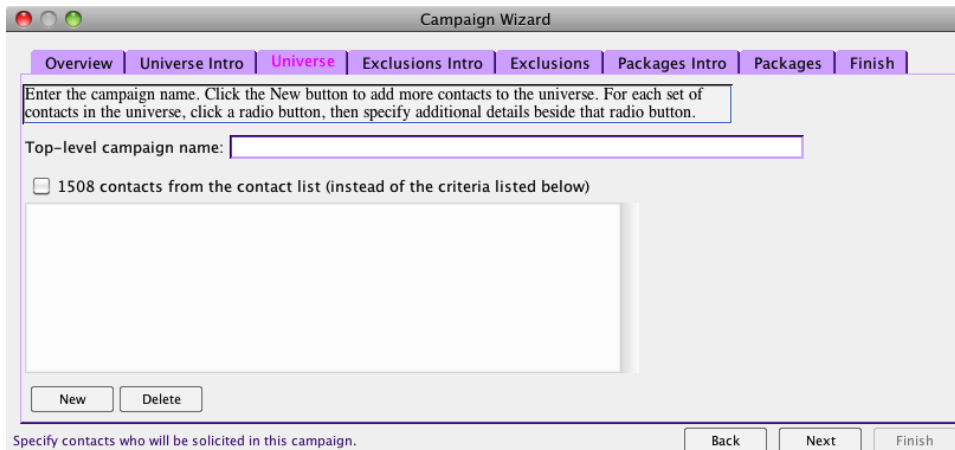 Campaign Wizard
Overview Universe Intro Universe Exclusions Intro Exclusions Packages Intro Packages Finish
Enter the campaign name. Click the New button to add more contacts to the universe. For each set of
contacts in the universe, click a radio button, then specify additional details beside that radio button.
Top-level campaign name:
1508 contacts from the contact list (instead of the criteria listed below)
New Delete
Specify contacts who will be solicited in this campaign. Back Next Finish